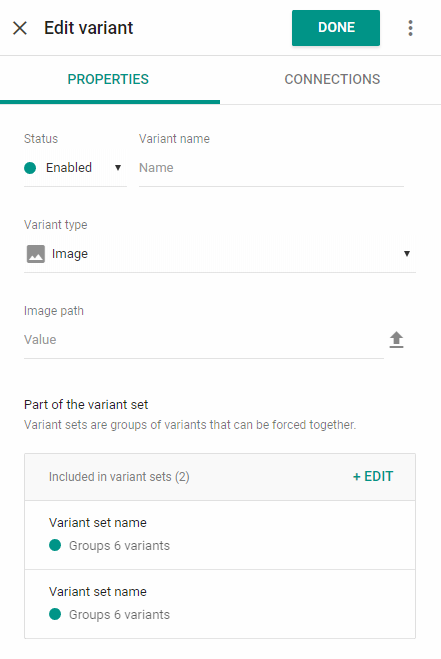 Edit variant
DONE
PROPERTIES
CONNECTIONS
Status
Variant name
Enabled
Name
Variant type
Image
Image path
Value
Part of the variant set
Variant sets are groups of variants that can be forced together.
Included in variant sets (2)
+ EDIT
Variant set name
Groups 6 variants
Variant set name
Groups 6 variants